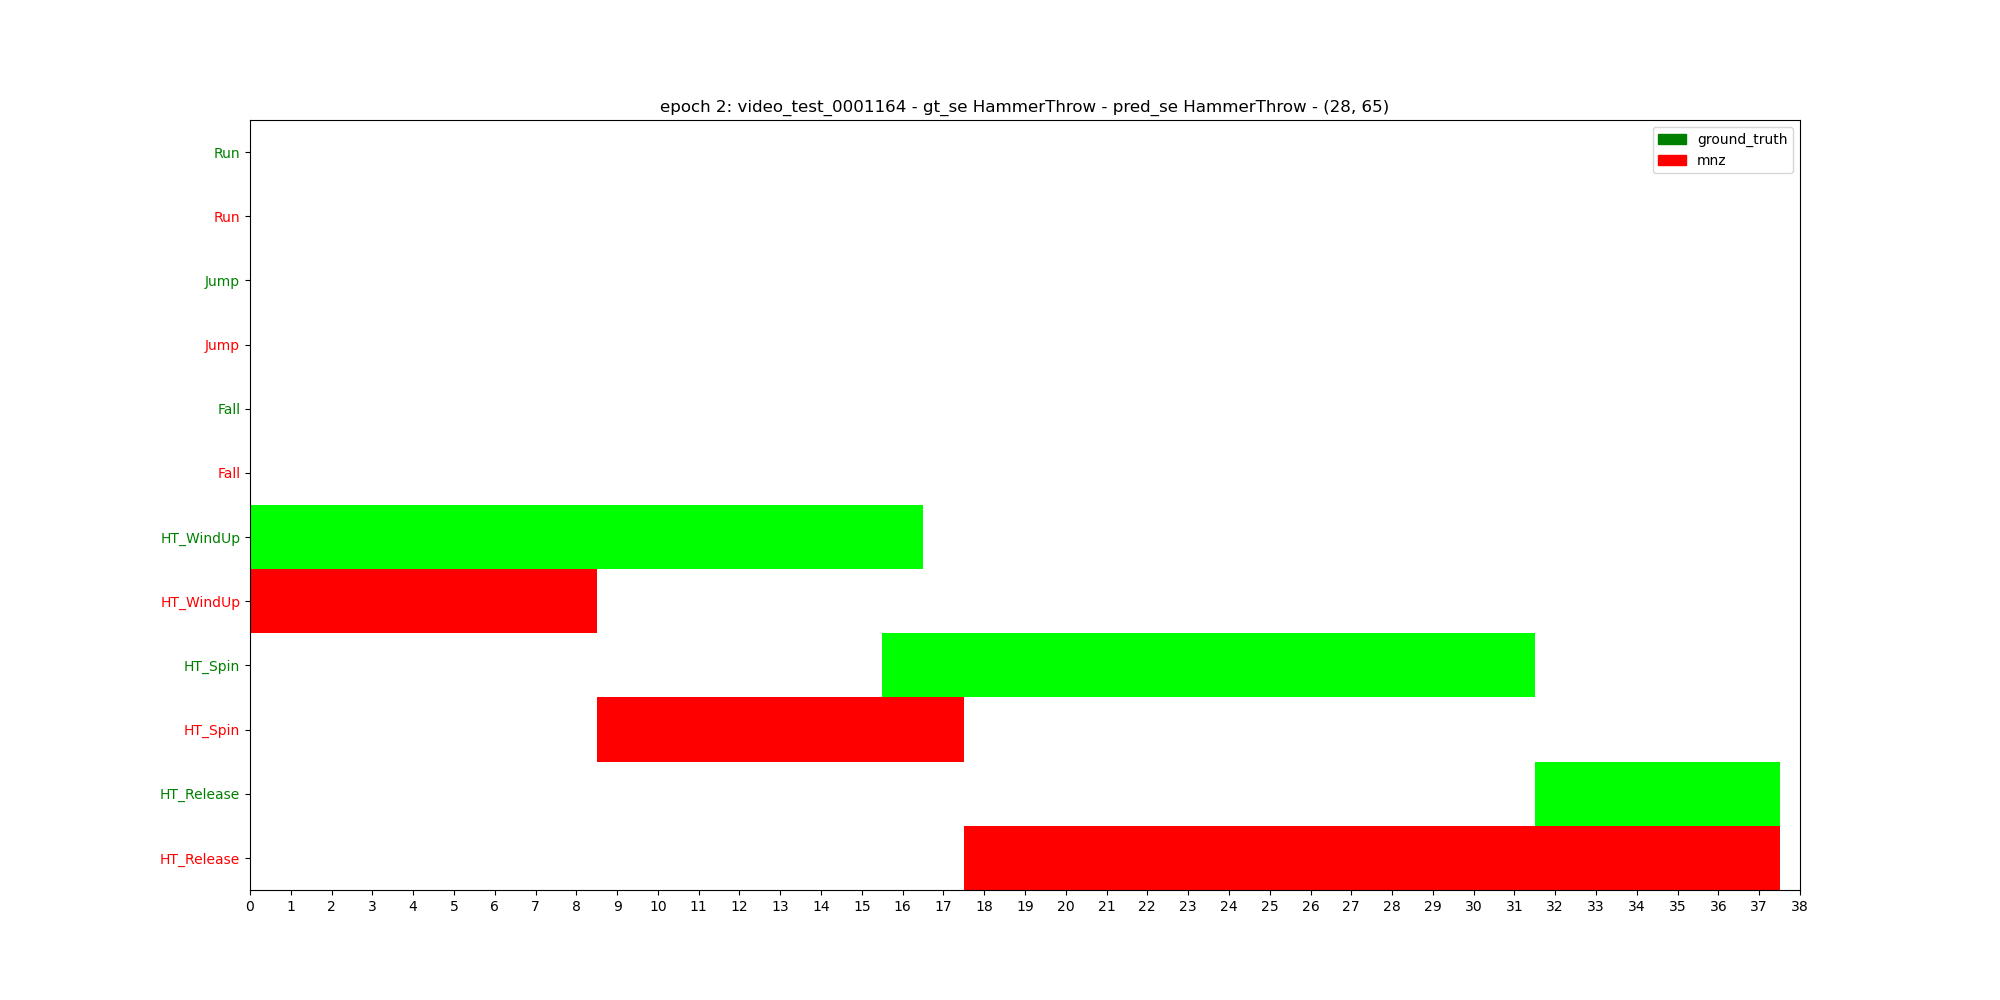 epoch 2: video_test_0001164 - gt_se HammerThrow - pred_se HammerThrow - (28, 65)
ground_truth
mnz
Run
Run
Jump
Jump
Fall
Fall
HT_WindUp
HT_WindUp
HT_Spin
HT_Spin
HT_Release
HT_Release
0 1 2 3 4 5 6 7 8 9 10 11 12 13 14 15 16 17 18 19 20 21 22 23 24 25 26 27 28 29 30 31 32 33 34 35 36 37 38